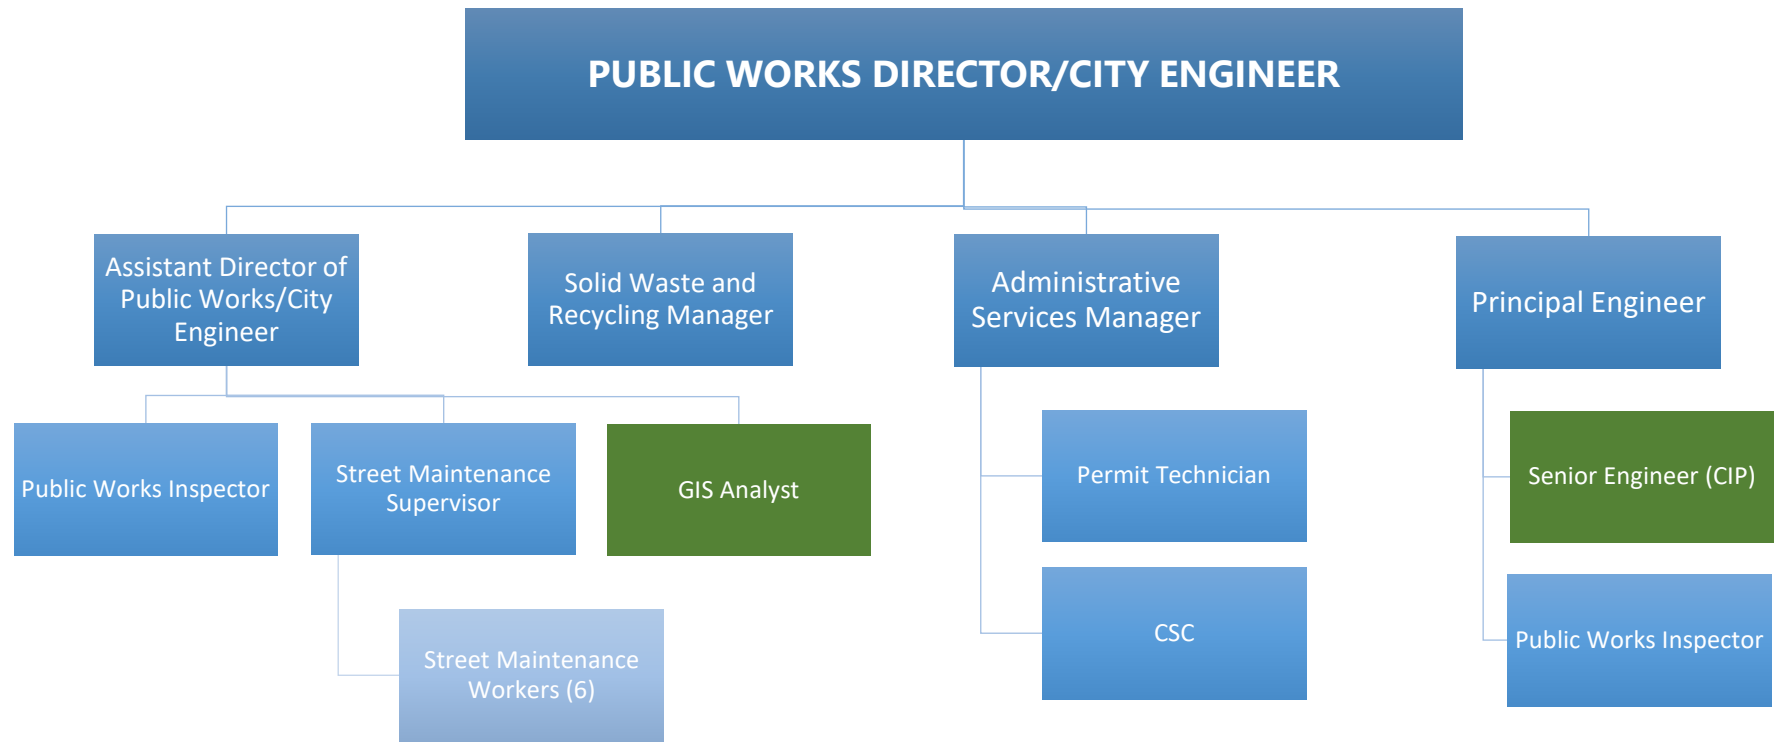 PUBLIC WORKS DIRECTOR/CITY ENGINEER
Assistant Director of
Public Works/City
Engineer
Solid Waste and
Recycling Manager
Administrative
Services Manager
Principal Engineer
Public Works Inspector
Street Maintenance
Supervisor
GIS Analyst
Permit Technician
Senior Engineer (CIP)
Street Maintenance
Workers (6)
CSC
Public Works Inspector